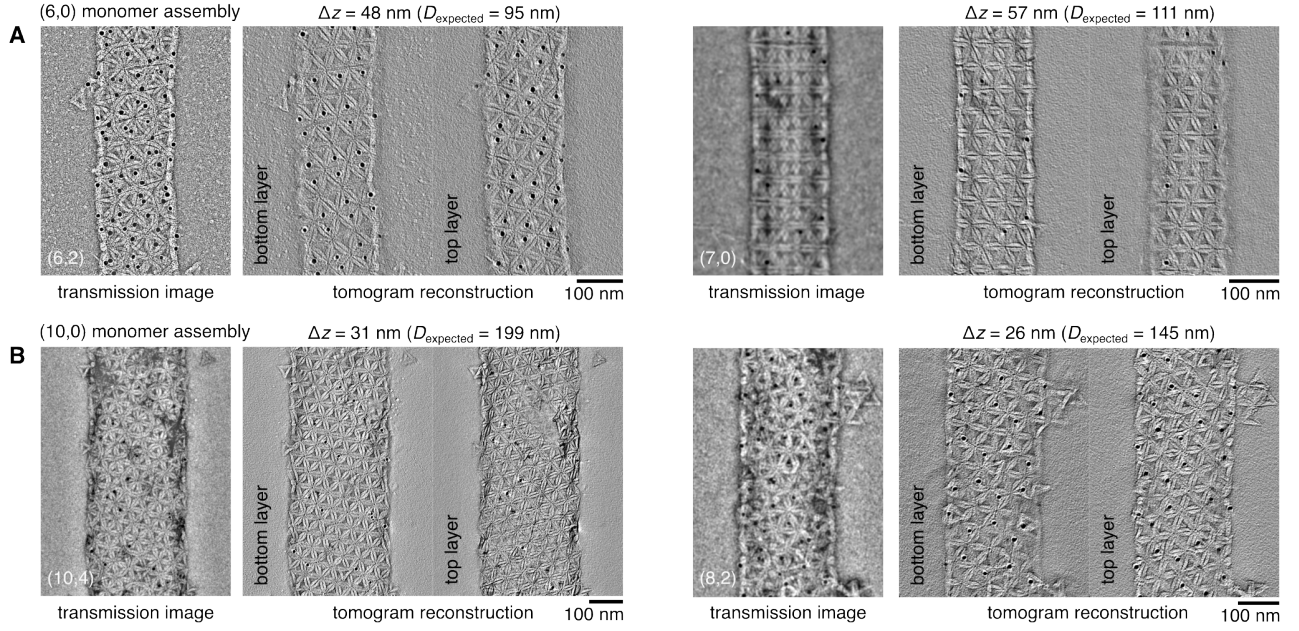 (6,0) monomer assembly
Δz = 48 nm (Dexpected = 95 nm)
Δz = 57 nm (Dexpected = 111 nm)
A
(6,2)
bottom layer
top layer
(7,0)
bottom layer
top layer
transmission image
tomogram reconstruction
100 nm
transmission image
tomogram reconstruction
100 nm
(10,0) monomer assembly
Δz = 31 nm (Dexpected = 199 nm)
Δz = 26 nm (Dexpected = 145 nm)
B
(10,4)
bottom layer
top layer
(8,2)
bottom layer
top layer
transmission image
tomogram reconstruction
100 nm
transmission image
tomogram reconstruction
100 nm